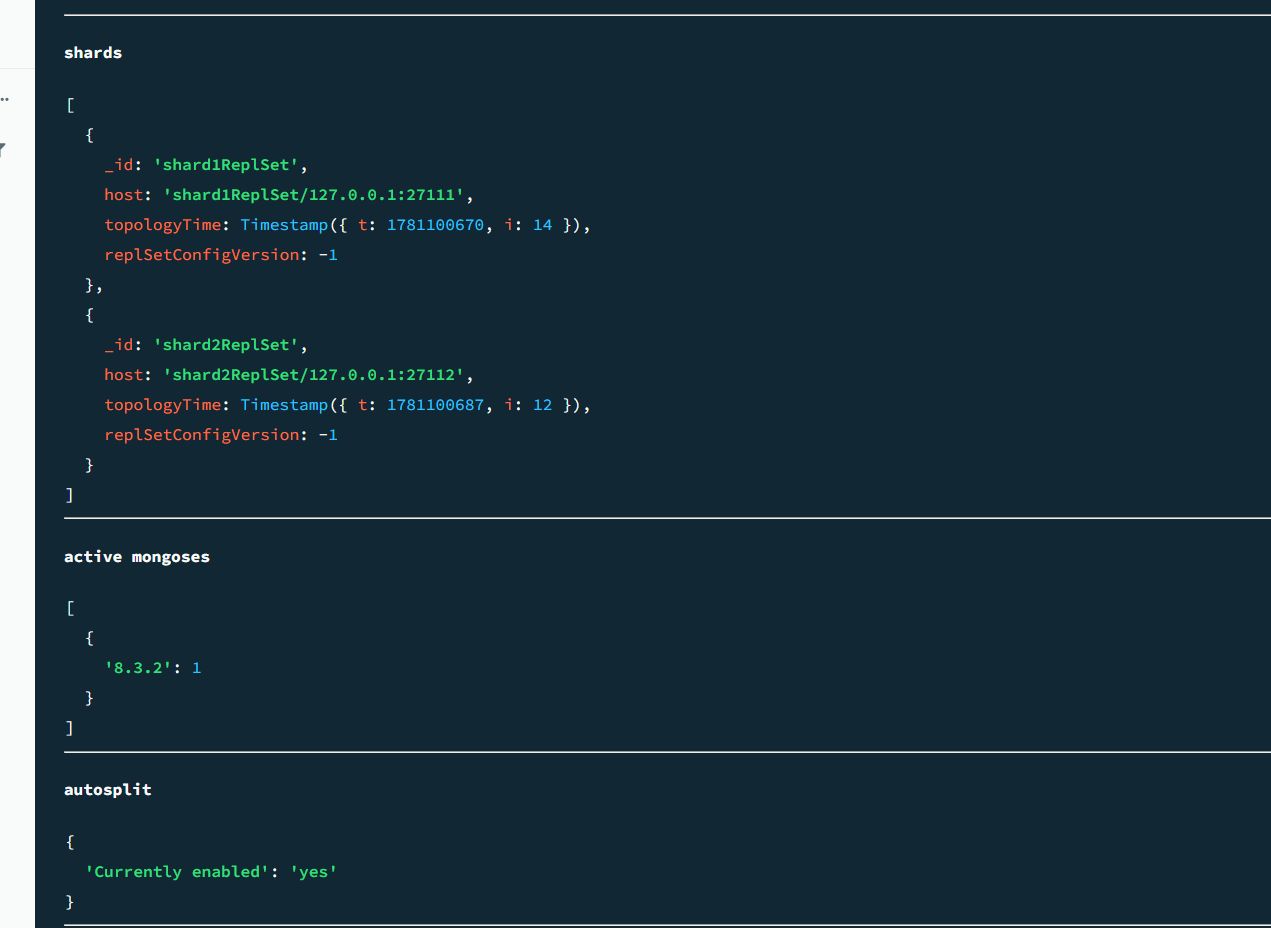 shards
[
{
_id: 'shard1ReplSet',
host: 'shard1ReplSet/127.0.0.1:27111',
topologyTime: Timestamp({ t: 1781100670, i: 14 }),
replSetConfigVersion: -1
},
{
_id: 'shard2ReplSet',
host: 'shard2ReplSet/127.0.0.1:27112',
topologyTime: Timestamp({ t: 1781100687, i: 12 }),
replSetConfigVersion: -1
}
]
active mongoses
[
{
'8.3.2': 1
}
]
autosplit
{
'Currently enabled': 'yes'
}